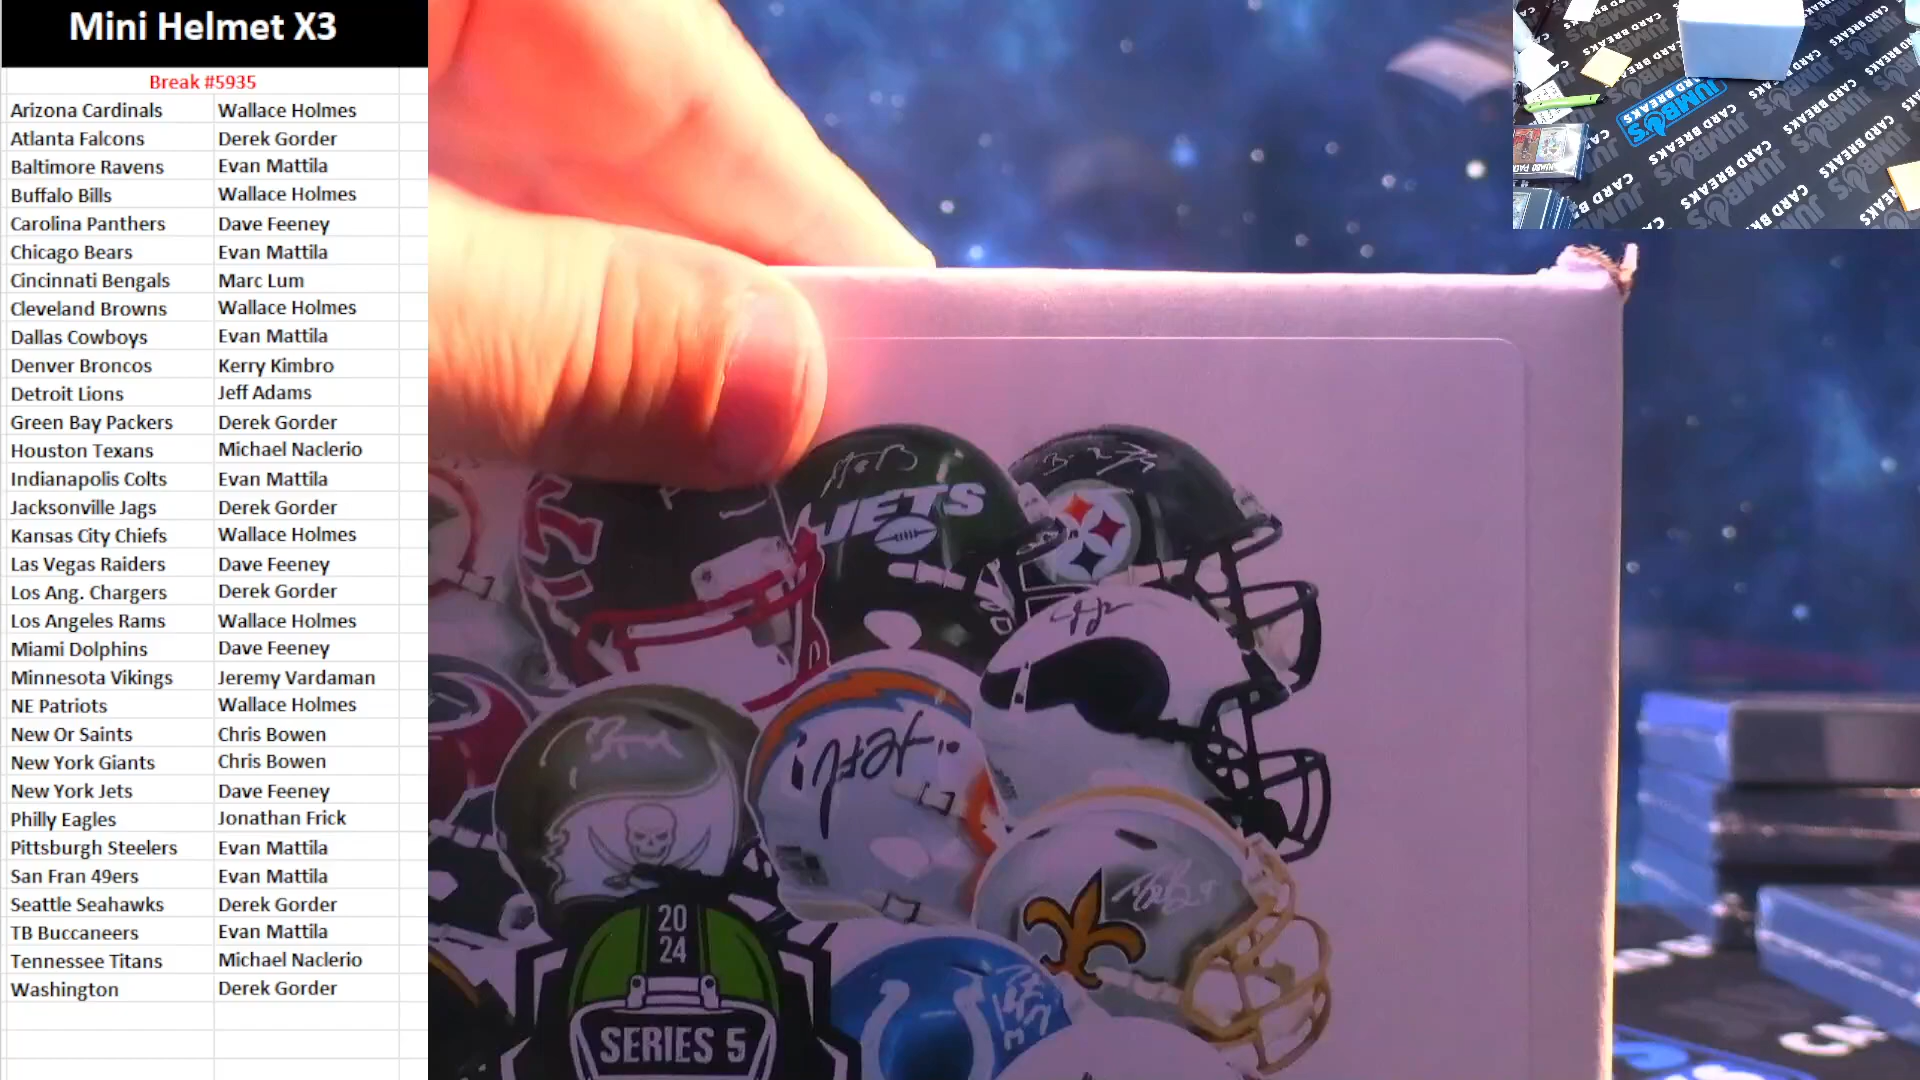 Mini Helmet X3
Break #5935
Arizona Cardinals Wallace Holmes
Atlanta Falcons Derek Gorder
Baltimore Ravens Evan Mattila
Buffalo Bills Wallace Holmes
Carolina Panthers Dave Feeney
Chicago Bears Evan Mattila
Cincinnati Bengals Marc Lum
Cleveland Browns Wallace Holmes
Dallas Cowboys Evan Mattila
Denver Broncos Kerry Kimbro
Detroit Lions Jeff Adams
Green Bay Packers Derek Gorder
Houston Texans Michael Naclerio
Indianapolis Colts Evan Mattila
Jacksonville Jags Derek Gorder
Kansas City Chiefs Wallace Holmes
Las Vegas Raiders Dave Feeney
Los Ang. Chargers Derek Gorder
Los Angeles Rams Wallace Holmes
Miami Dolphins Dave Feeney
Minnesota Vikings Jeremy Vardaman
NE Patriots Wallace Holmes
New Or Saints Chris Bowen
New York Giants Chris Bowen
New York Jets Dave Feeney
Philly Eagles Jonathan Frick
Pittsburgh Steelers Evan Mattila
San Fran 49ers Evan Mattila
Seattle Seahawks Derek Gorder
TB Buccaneers Evan Mattila
Tennessee Titans Michael Naclerio
Washington Derek Gorder
JETS
20
24
SERIES 5
JUMBO'S
CARD BREAKS